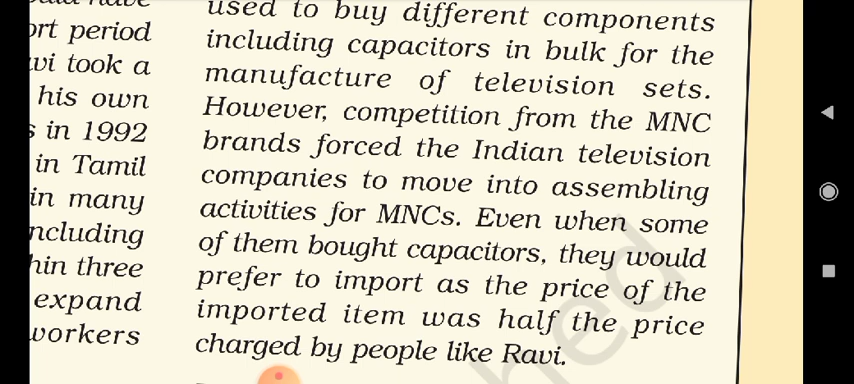 ort period
took a
his own
in 1992
in Tamil
in many
ncluding
hin three
expand
workers
used to buy different components
including capacitors in bulk for the
manufacture of television sets.
However, competition from the MNC
brands forced the Indian television
companies to move into assembling
activities for MNCs. Even when some
of them bought capacitors, they would
prefer to import as the price of the
imported item was half the price
charged by people like Ravi.
hed